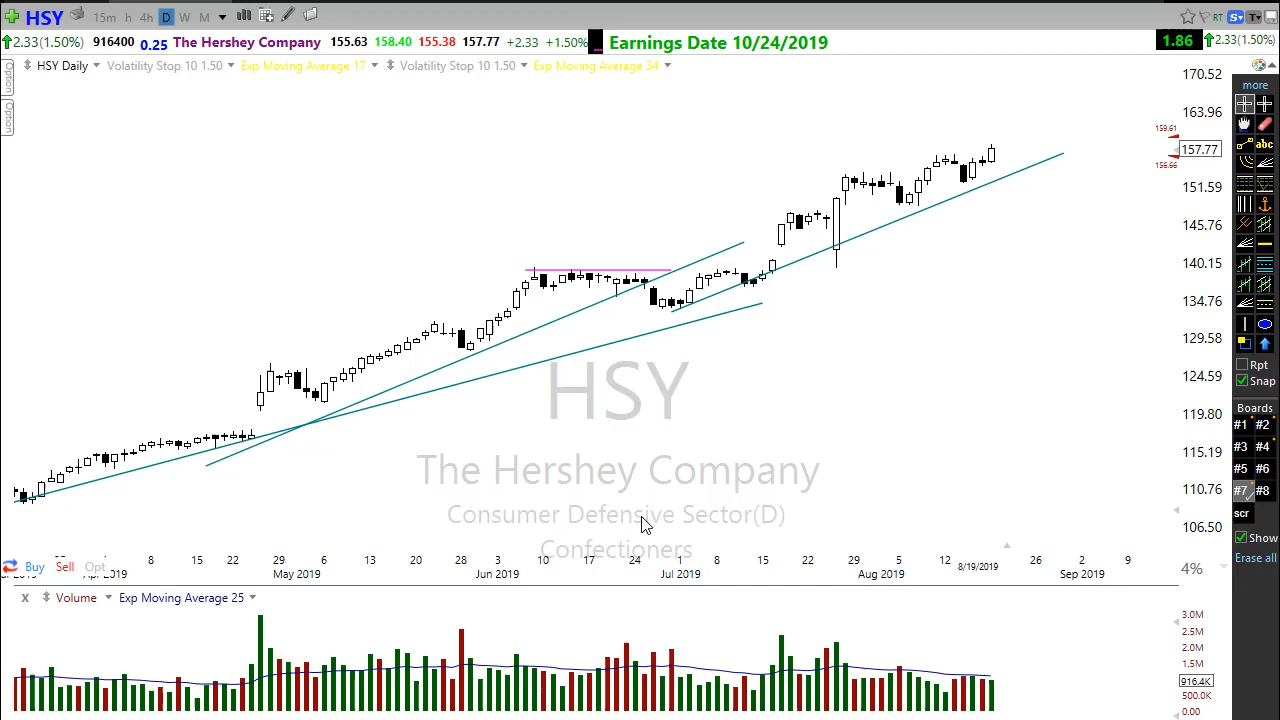 HSY 15m h 4h D W M RT S T
2.33(1.50%) 916400 0.25 The Hershey Company 155.63 158.40 155.38 157.77 +2.33 +1.50% Earnings Date 10/24/2019 1.86 2.33(1.50%)
HSY Daily Volatility Stop 10 1.50 Exp Moving Average 17 Volatility Stop 10 1.50 Exp Moving Average 34
Option
Option
170.52
163.96
159.61
157.77
156.66
151.59
145.76
140.15
134.76
129.58
124.59
119.80
115.19
110.76
106.50
more
abc
Rpt
Snap
Boards
#1 #2
#3 #4
#5 #6
#7 #8
scr
Show
Erase all
HSY
The Hershey Company
Consumer Defensive Sector(D)
Confectioners
8 15 22 29 6 13 20 28 3 10 17 24 1 8 15 22 29 5 12 8/19/2019 26 2 9
Apr 2019 May 2019 Jun 2019 Jul 2019 Aug 2019 Sep 2019
Buy Sell Opt
4%
x Volume Exp Moving Average 25
3.0M
2.5M
2.0M
1.5M
916.4K
500.0K
0.00